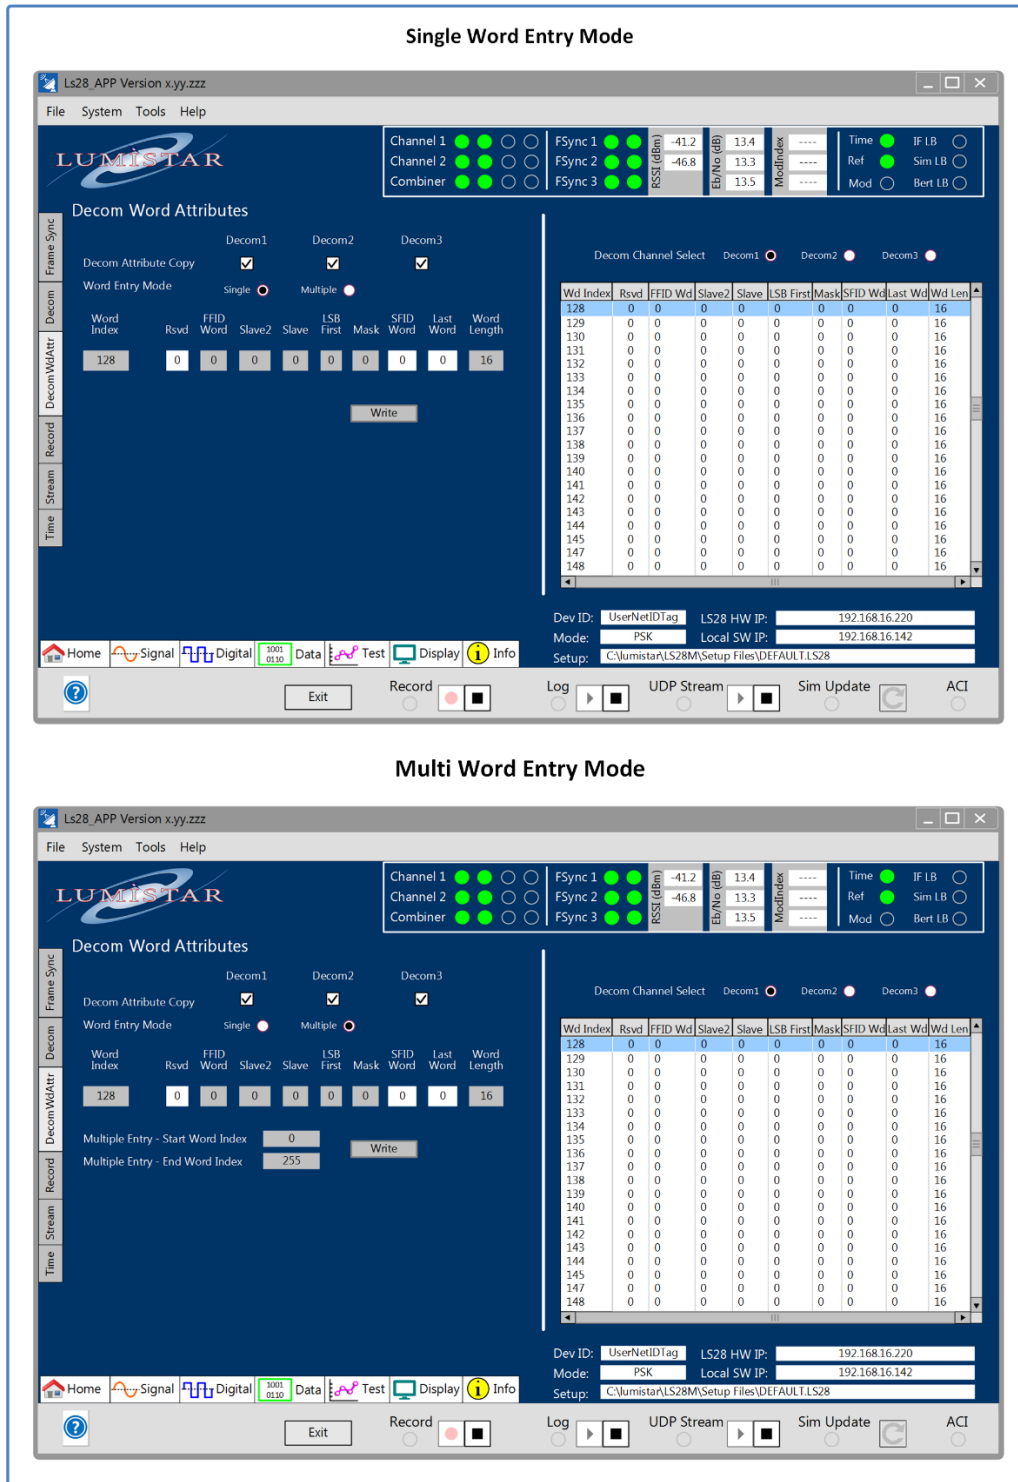 Single Word Entry Mode
Ls28_APP Version x.yy.zzz
File System Tools Help
LUMISTAR
Channel 1 FSync 1 RSSI (dBm) -41.2 Eb/No (dB) 13.4 ModIndex ---- Time IF LB
Channel 2 FSync 2 -46.8 13.3 ---- Ref Sim LB
Combiner FSync 3 13.5 ---- Mod Bert LB
Frame Sync
Decom
Decom WdAttr
Record
Stream
Time
Decom Word Attributes
Decom1 Decom2 Decom3
Decom Attribute Copy
Word Entry Mode Single Multiple
Word Index Rsvd FFID Word Slave2 Slave LSB First Mask SFID Word Last Word Word Length
128 0 0 0 0 0 0 0 0 16
Write
Decom Channel Select Decom1 Decom2 Decom3
Wd Index Rsvd FFID Wd Slave2 Slave LSB First Mask SFID Wd Last Wd Wd Len
128 0 0 0 0 0 0 0 0 16
129 0 0 0 0 0 0 0 0 16
130 0 0 0 0 0 0 0 0 16
131 0 0 0 0 0 0 0 0 16
132 0 0 0 0 0 0 0 0 16
133 0 0 0 0 0 0 0 0 16
134 0 0 0 0 0 0 0 0 16
135 0 0 0 0 0 0 0 0 16
136 0 0 0 0 0 0 0 0 16
137 0 0 0 0 0 0 0 0 16
138 0 0 0 0 0 0 0 0 16
139 0 0 0 0 0 0 0 0 16
140 0 0 0 0 0 0 0 0 16
141 0 0 0 0 0 0 0 0 16
142 0 0 0 0 0 0 0 0 16
143 0 0 0 0 0 0 0 0 16
144 0 0 0 0 0 0 0 0 16
145 0 0 0 0 0 0 0 0 16
147 0 0 0 0 0 0 0 0 16
148 0 0 0 0 0 0 0 0 16
Dev ID: UserNetIDTag LS28 HW IP: 192.168.16.220
Mode: PSK Local SW IP: 192.168.16.142
Setup: C:\lumistar\LS28M\Setup Files\DEFAULT.LS28
Home Signal Digital 1001 0110 Data Test Display i Info
? Exit Record Log UDP Stream Sim Update ACI
Multi Word Entry Mode
Ls28_APP Version x.yy.zzz
File System Tools Help
LUMISTAR
Channel 1 FSync 1 RSSI (dBm) -41.2 Eb/No (dB) 13.4 ModIndex ---- Time IF LB
Channel 2 FSync 2 -46.8 13.3 ---- Ref Sim LB
Combiner FSync 3 13.5 ---- Mod Bert LB
Frame Sync
Decom
Decom WdAttr
Record
Stream
Time
Decom Word Attributes
Decom1 Decom2 Decom3
Decom Attribute Copy
Word Entry Mode Single Multiple
Word Index Rsvd FFID Word Slave2 Slave LSB First Mask SFID Word Last Word Word Length
128 0 0 0 0 0 0 0 0 16
Multiple Entry - Start Word Index 0
Multiple Entry - End Word Index 255
Write
Decom Channel Select Decom1 Decom2 Decom3
Wd Index Rsvd FFID Wd Slave2 Slave LSB First Mask SFID Wd Last Wd Wd Len
128 0 0 0 0 0 0 0 0 16
129 0 0 0 0 0 0 0 0 16
130 0 0 0 0 0 0 0 0 16
131 0 0 0 0 0 0 0 0 16
132 0 0 0 0 0 0 0 0 16
133 0 0 0 0 0 0 0 0 16
134 0 0 0 0 0 0 0 0 16
135 0 0 0 0 0 0 0 0 16
136 0 0 0 0 0 0 0 0 16
137 0 0 0 0 0 0 0 0 16
138 0 0 0 0 0 0 0 0 16
139 0 0 0 0 0 0 0 0 16
140 0 0 0 0 0 0 0 0 16
141 0 0 0 0 0 0 0 0 16
142 0 0 0 0 0 0 0 0 16
143 0 0 0 0 0 0 0 0 16
144 0 0 0 0 0 0 0 0 16
145 0 0 0 0 0 0 0 0 16
147 0 0 0 0 0 0 0 0 16
148 0 0 0 0 0 0 0 0 16
Dev ID: UserNetIDTag LS28 HW IP: 192.168.16.220
Mode: PSK Local SW IP: 192.168.16.142
Setup: C:\lumistar\LS28M\Setup Files\DEFAULT.LS28
Home Signal Digital 1001 0110 Data Test Display i Info
? Exit Record Log UDP Stream Sim Update ACI